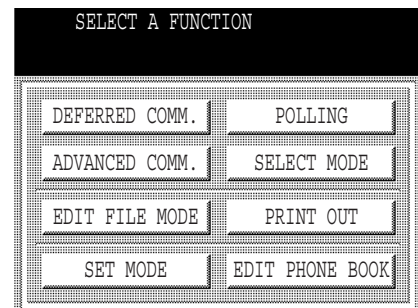 SELECT A FUNCTION
DEFERRED COMM. POLLING
ADVANCED COMM. SELECT MODE
EDIT FILE MODE PRINT OUT
SET MODE EDIT PHONE BOOK